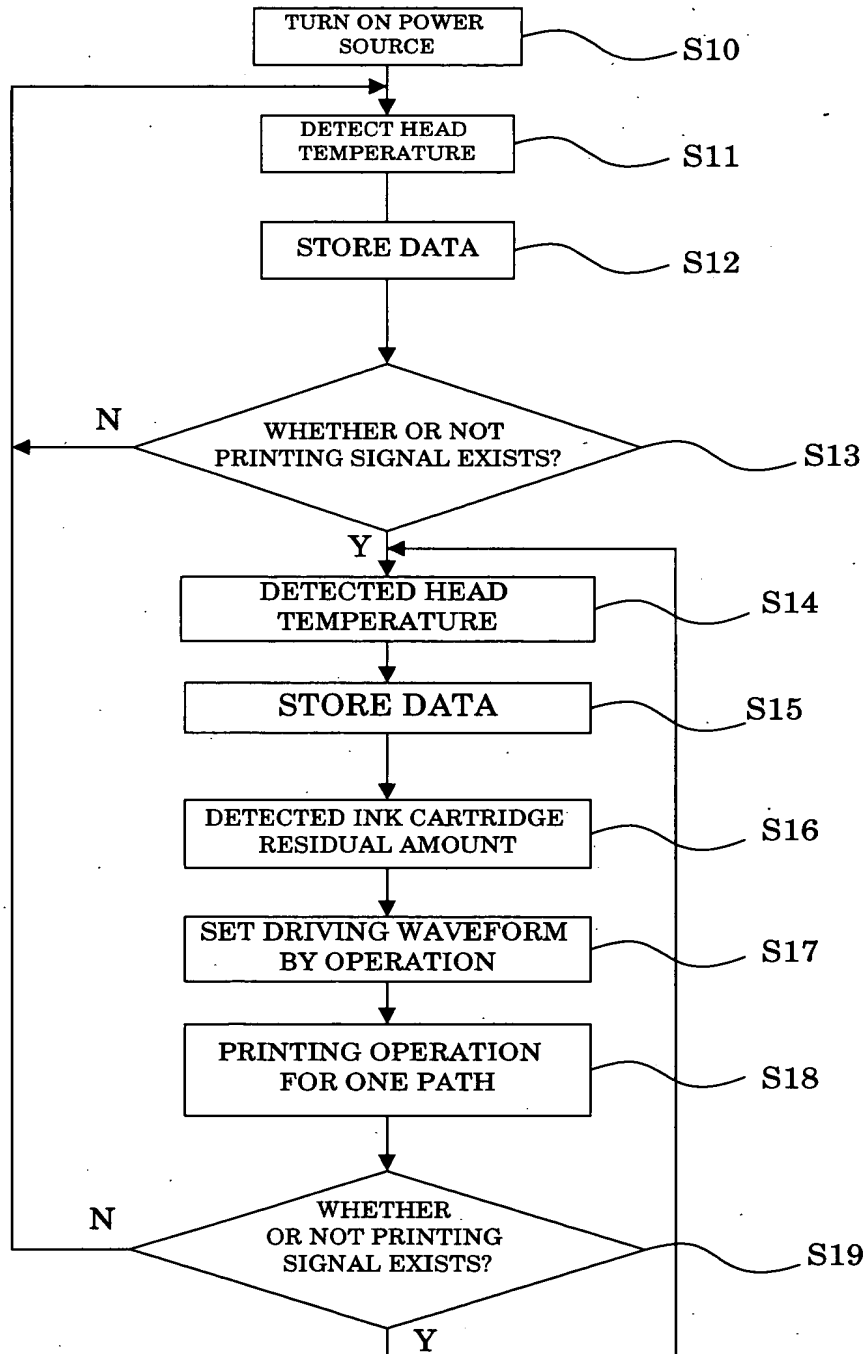 TURN ON POWER
SOURCE
S10
DETECT HEAD
TEMPERATURE
S11
STORE DATA
S12
N
WHETHER OR NOT
PRINTING SIGNAL EXISTS?
S13
Y
DETECTED HEAD
TEMPERATURE
S14
STORE DATA
S15
DETECTED INK CARTRIDGE
RESIDUAL AMOUNT
S16
SET DRIVING WAVEFORM
BY OPERATION
S17
PRINTING OPERATION
FOR ONE PATH
S18
N
WHETHER
OR NOT PRINTING
SIGNAL EXISTS?
S19
Y